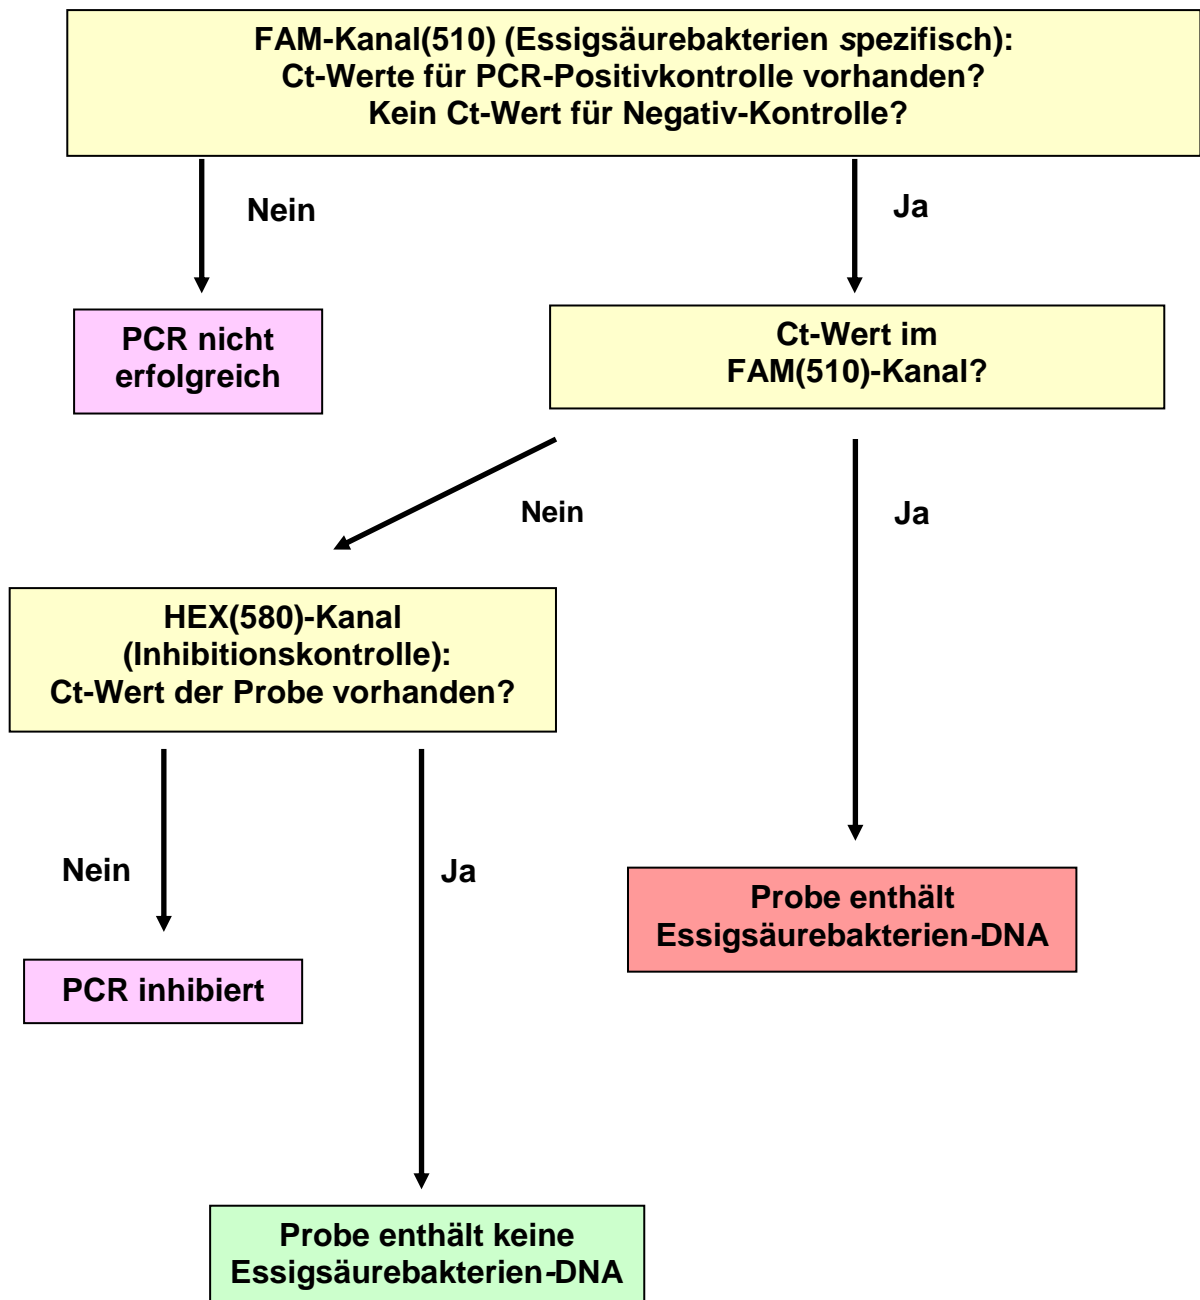 FAM-Kanal(510) (Essigsäurebakterien spezifisch):
Ct-Werte für PCR-Positivkontrolle vorhanden?
Kein Ct-Wert für Negativ-Kontrolle?
Nein
Ja
PCR nicht
erfolgreich
Ct-Wert im
FAM(510)-Kanal?
Nein
Ja
HEX(580)-Kanal
(Inhibitionskontrolle):
Ct-Wert der Probe vorhanden?
Nein
Ja
Probe enthält
Essigsäurebakterien-DNA
PCR inhibiert
Probe enthält keine
Essigsäurebakterien-DNA